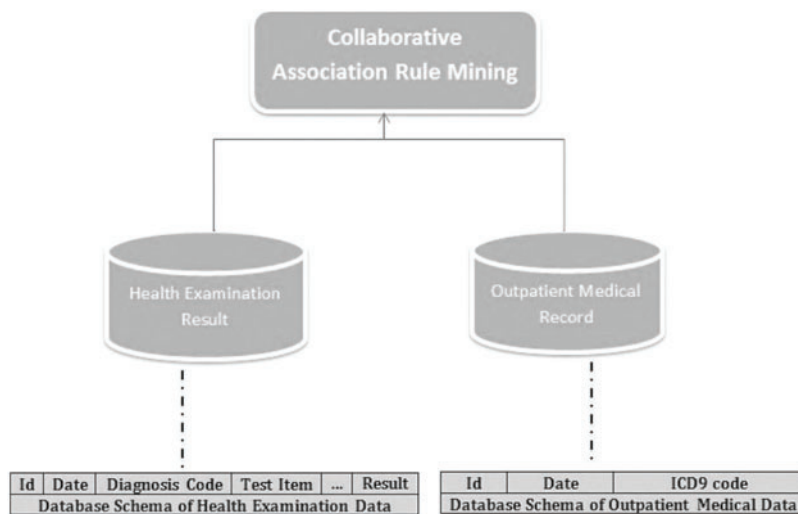 Collaborative
Association Rule Mining
Health Examination
Result
Outpatient Medical
Record
Id Date Diagnosis Code Test Item ... Result
Database Schema of Health Examination Data
Id Date ICD9 code
Database Schema of Outpatient Medical Data